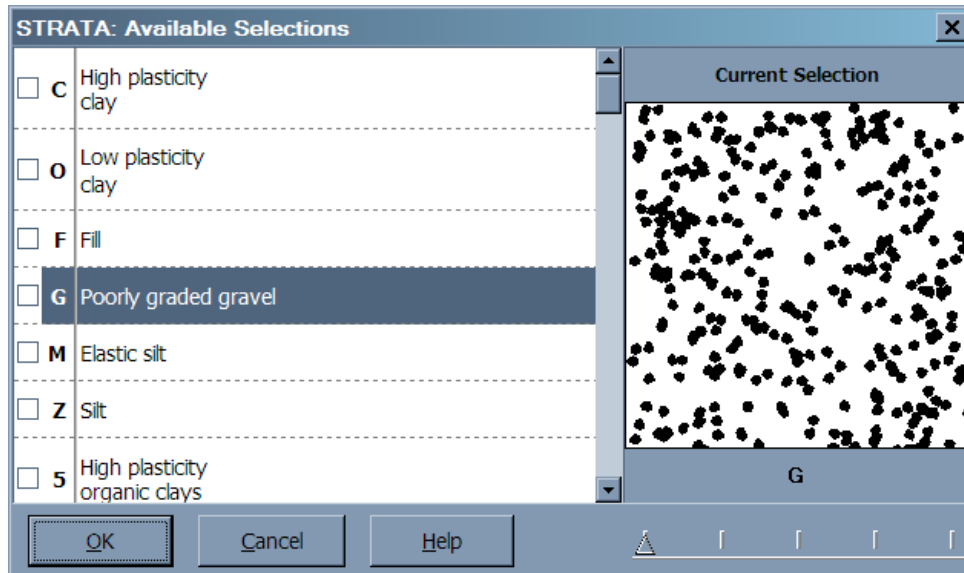 STRATA: Available Selections
C High plasticity
clay
O Low plasticity
clay
F Fill
G Poorly graded gravel
M Elastic silt
Z Silt
5 High plasticity
organic clays
Current Selection
G
OK Cancel Help